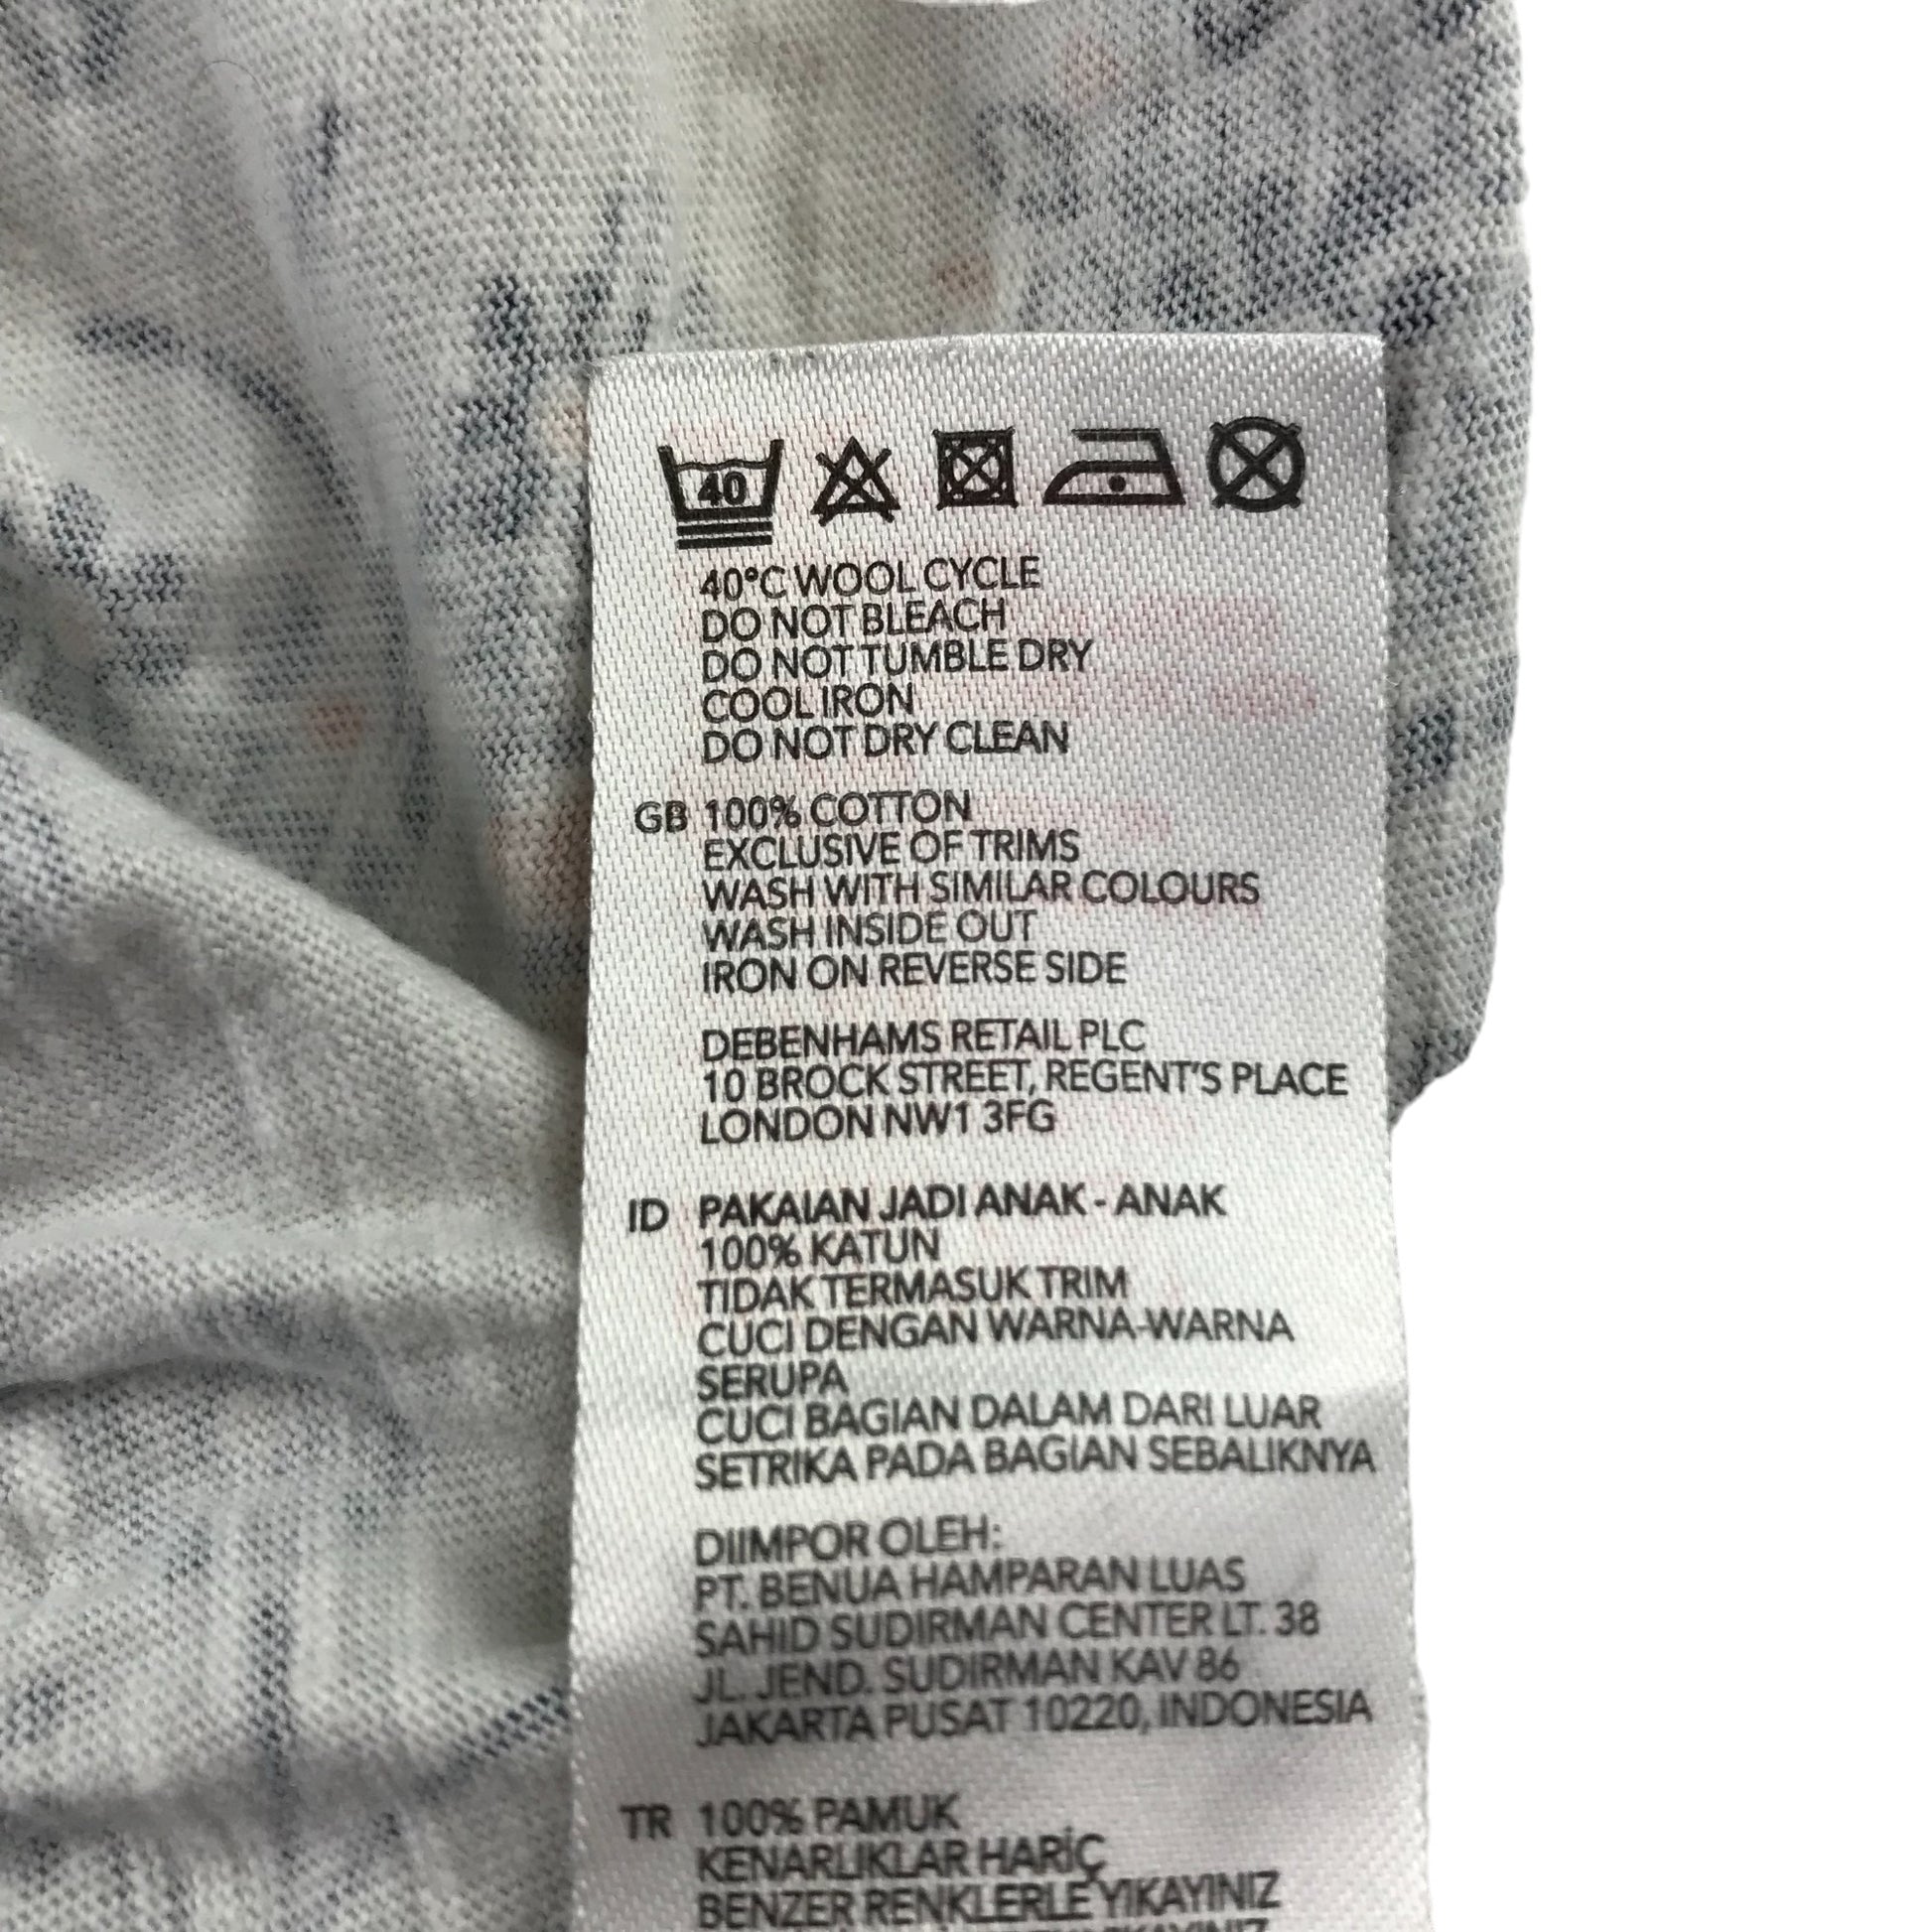 40
40°C WOOL CYCLE
DO NOT BLEACH
DO NOT TUMBLE DRY
COOL IRON
DO NOT DRY CLEAN
GB 100% COTTON
EXCLUSIVE OF TRIMS
WASH WITH SIMILAR COLOURS
WASH INSIDE OUT
IRON ON REVERSE SIDE
DEBENHAMS RETAIL PLC
10 BROCK STREET, REGENT'S PLACE
LONDON NW1 3FG
ID PAKAIAN JADI ANAK - ANAK
100% KATUN
TIDAK TERMASUK TRIM
CUCI DENGAN WARNA-WARNA
SERUPA
CUCI BAGIAN DALAM DARI LUAR
SETRIKA PADA BAGIAN SEBALIKNYA
DIIMPOR OLEH:
PT. BENUA HAMPARAN LUAS
SAHID SUDIRMAN CENTER LT. 38
JL. JEND. SUDIRMAN KAV 86
JAKARTA PUSAT 10220, INDONESIA
TR 100% PAMUK
KENARLIKLAR HARİÇ
BENZER RENKLERLE YIKAYINIZ